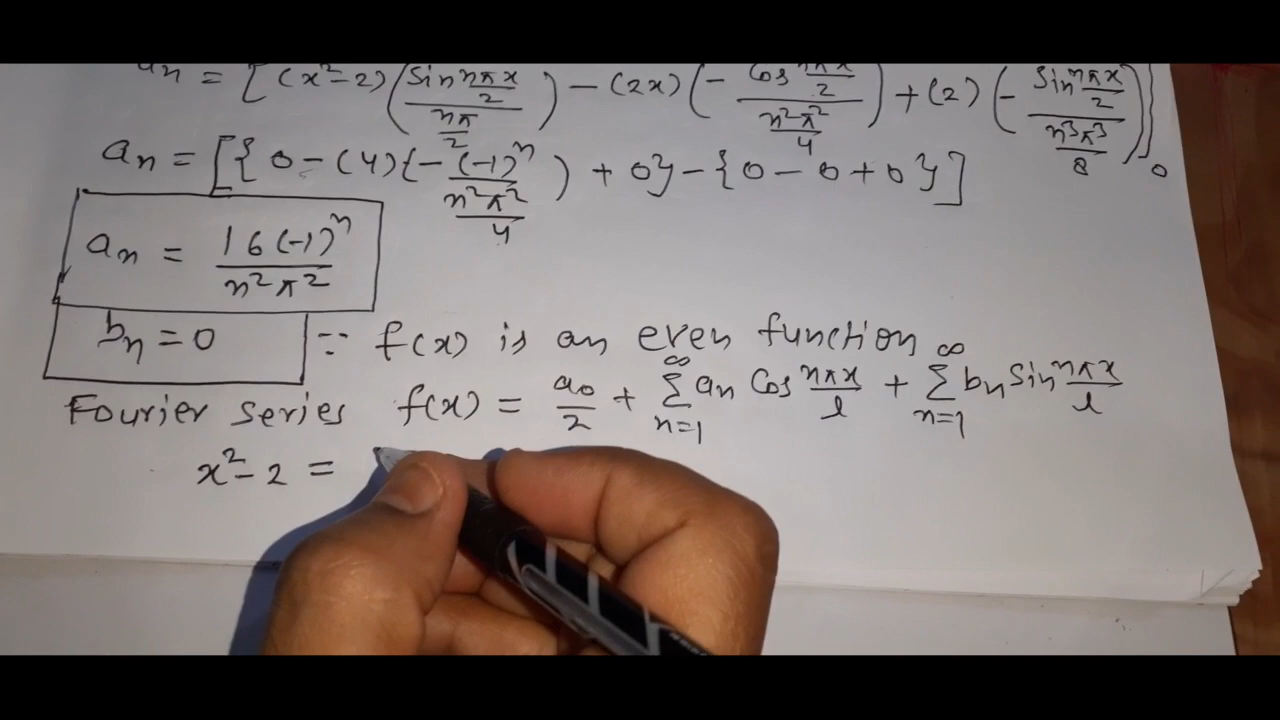 an = [(x²-2)(sin nπx/2 / nπ/2) - (2x)(- cos nπx/2 / n²π²/4) + (2)(- sin nπx/2 / n³π³/8)]0
an = [{0-(4)(- (-1)ⁿ / n²π²/4) + 0} - {0-0+0}]
an = 16(-1)ⁿ / n²π²
bn = 0 ∵ f(x) is an even function
Fourier series f(x) = a0/2 + ∞Σn=1 an Cos nπx/l + ∞Σn=1 bn Sin nπx/l
x²-2 =